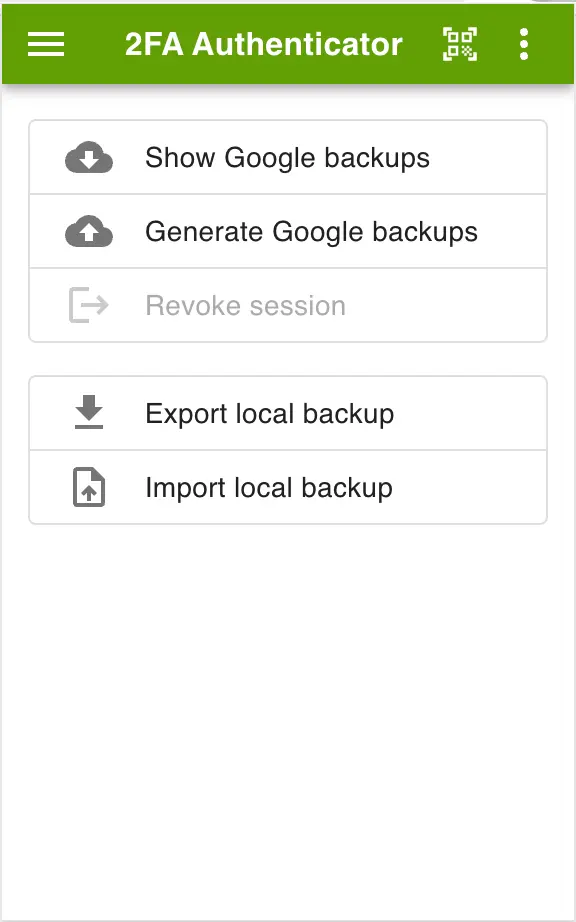 2FA Authenticator
Show Google backups
Generate Google backups
Revoke session
Export local backup
Import local backup